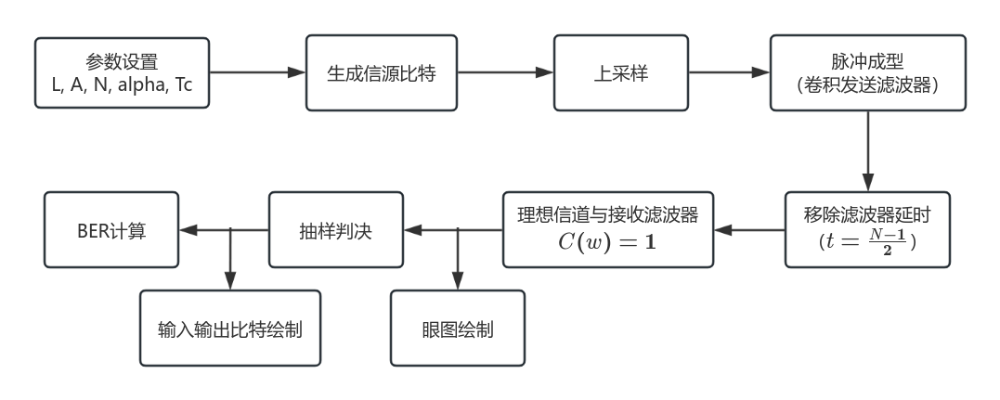 参数设置
L, A, N, alpha, Tc
生成信源比特
上采样
脉冲成型
（卷积发送滤波器）
移除滤波器延时
(t = \frac{N-1}{2})
理想信道与接收滤波器
C(w) = 1
抽样判决
BER计算
眼图绘制
输入输出比特绘制